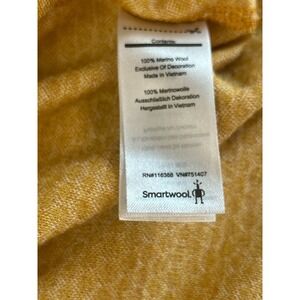 Contents:
100% Merino Wool
Exclusive Of Decoration
Made in Vietnam
100% Merinowolle
Ausschließlich Dekoration
Hergestellt in Vietnam
RN#116388 VN#751407
Smartwool